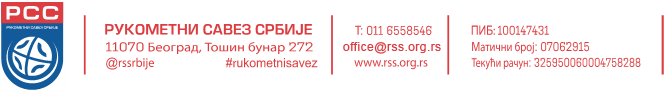 РСС
РУКОМЕТНИ САВЕЗ СРБИЈЕ
РУКОМЕТНИ САВЕЗ СРБИЈЕ
11070 Београд, Тошин бунар 272
@rssrbije #rukometnisavez
Т: 011 6558546
office@rss.org.rs
www.rss.org.rs
ПИБ: 100147431
Матични број: 07062915
Текући рачун: 325950060004758288